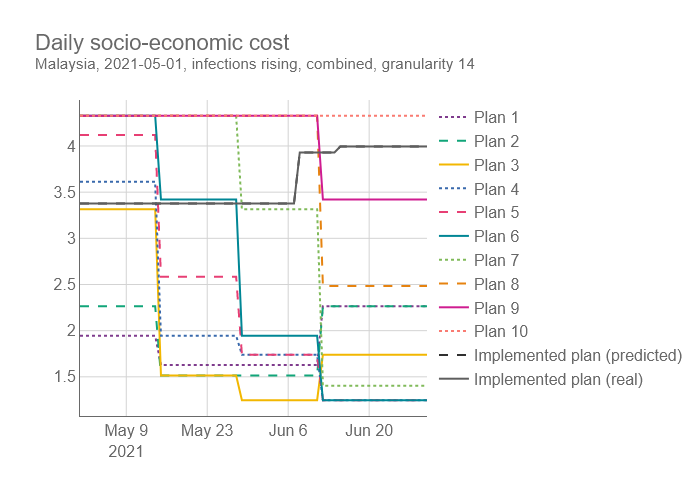 Daily socio-economic cost
Malaysia, 2021-05-01, infections rising, combined, granularity 14
4
3.5
3
2.5
2
1.5
May 9
2021
May 23
Jun 6
Jun 20
Plan 1
Plan 2
Plan 3
Plan 4
Plan 5
Plan 6
Plan 7
Plan 8
Plan 9
Plan 10
Implemented plan (predicted)
Implemented plan (real)